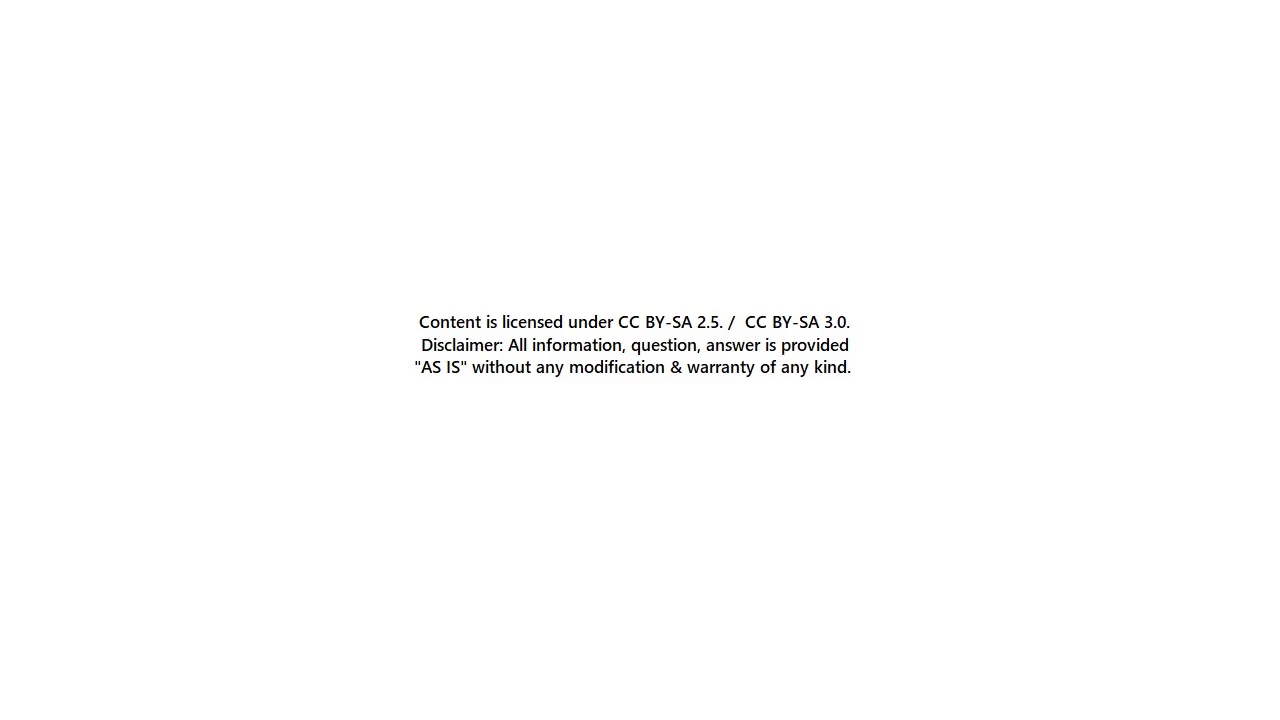 Content is licensed under CC BY-SA 2.5. /  CC BY-SA 3.0.
Disclaimer: All information, question, answer is provided
"AS IS" without any modification & warranty of any kind.